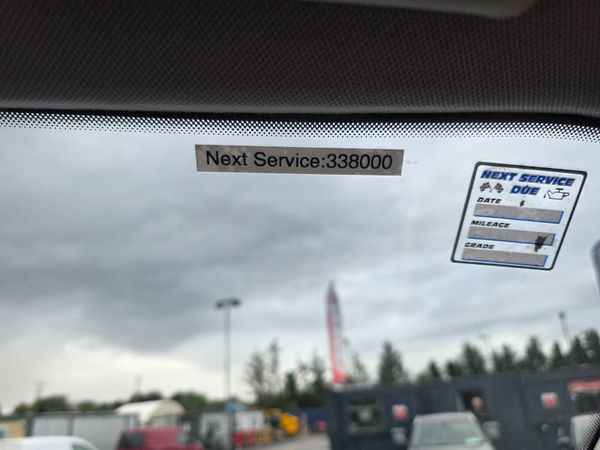 Next Service:338000
NEXT SERVICE
DUE
DATE
MILEAGE
GRADE